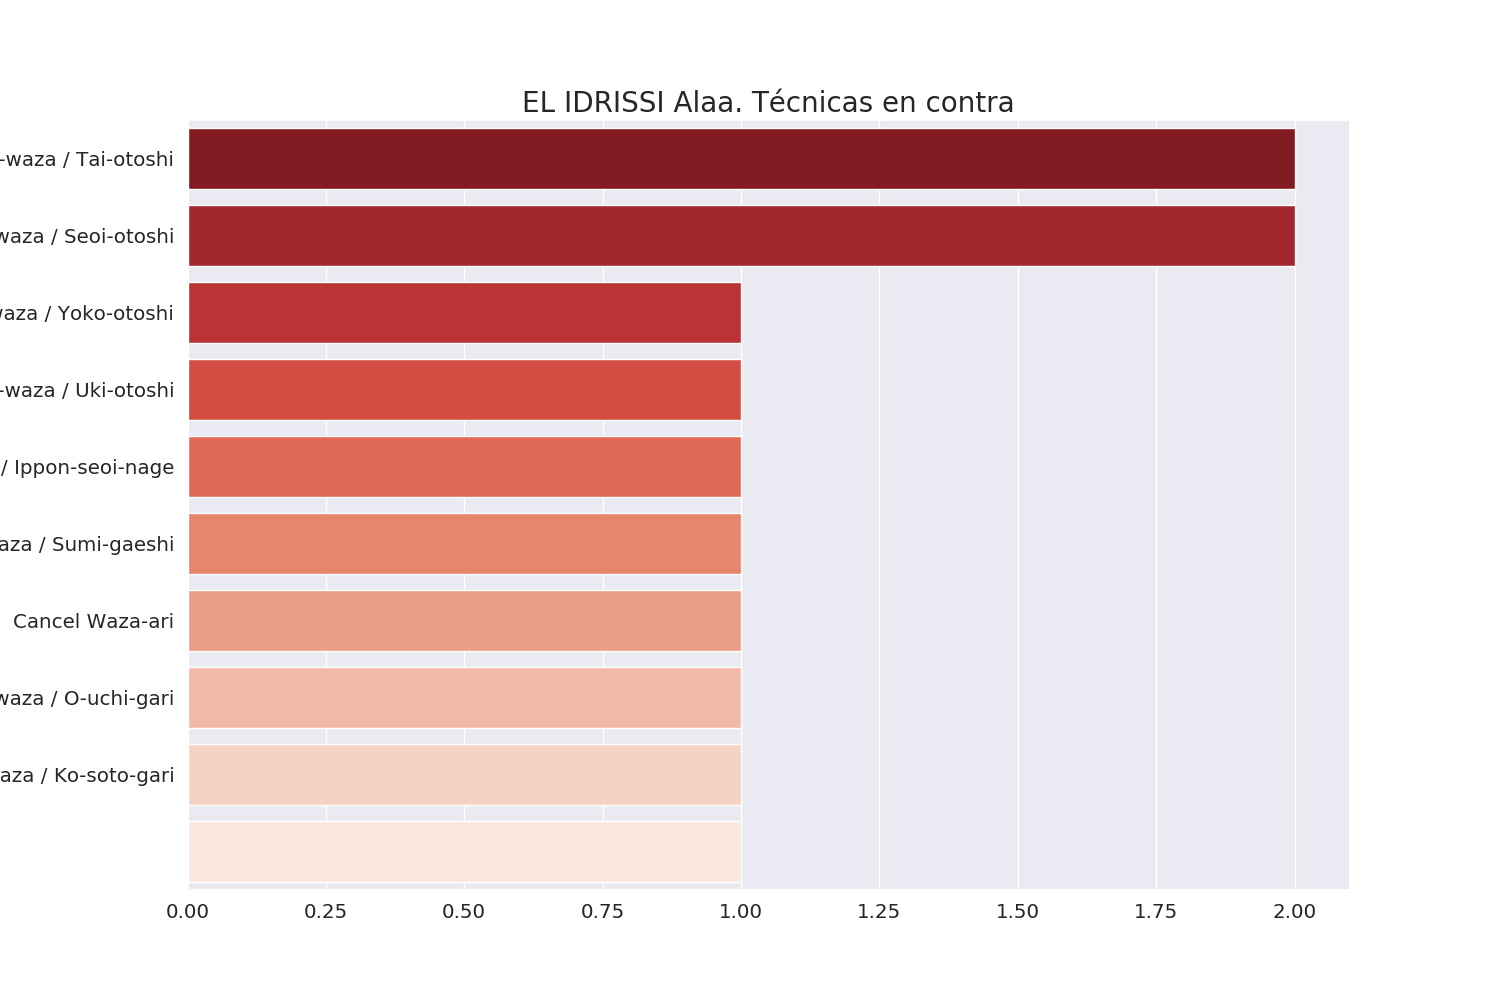 EL IDRISSI Alaa. Técnicas en contra
-waza / Tai-otoshi
waza / Seoi-otoshi
waza / Yoko-otoshi
-waza / Uki-otoshi
/ Ippon-seoi-nage
aza / Sumi-gaeshi
Cancel Waza-ari
waza / O-uchi-gari
aza / Ko-soto-gari
0.00 0.25 0.50 0.75 1.00 1.25 1.50 1.75 2.00